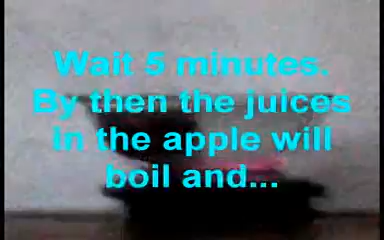 Wait 5 minutes.
By then the juices
in the apple will
boil and...